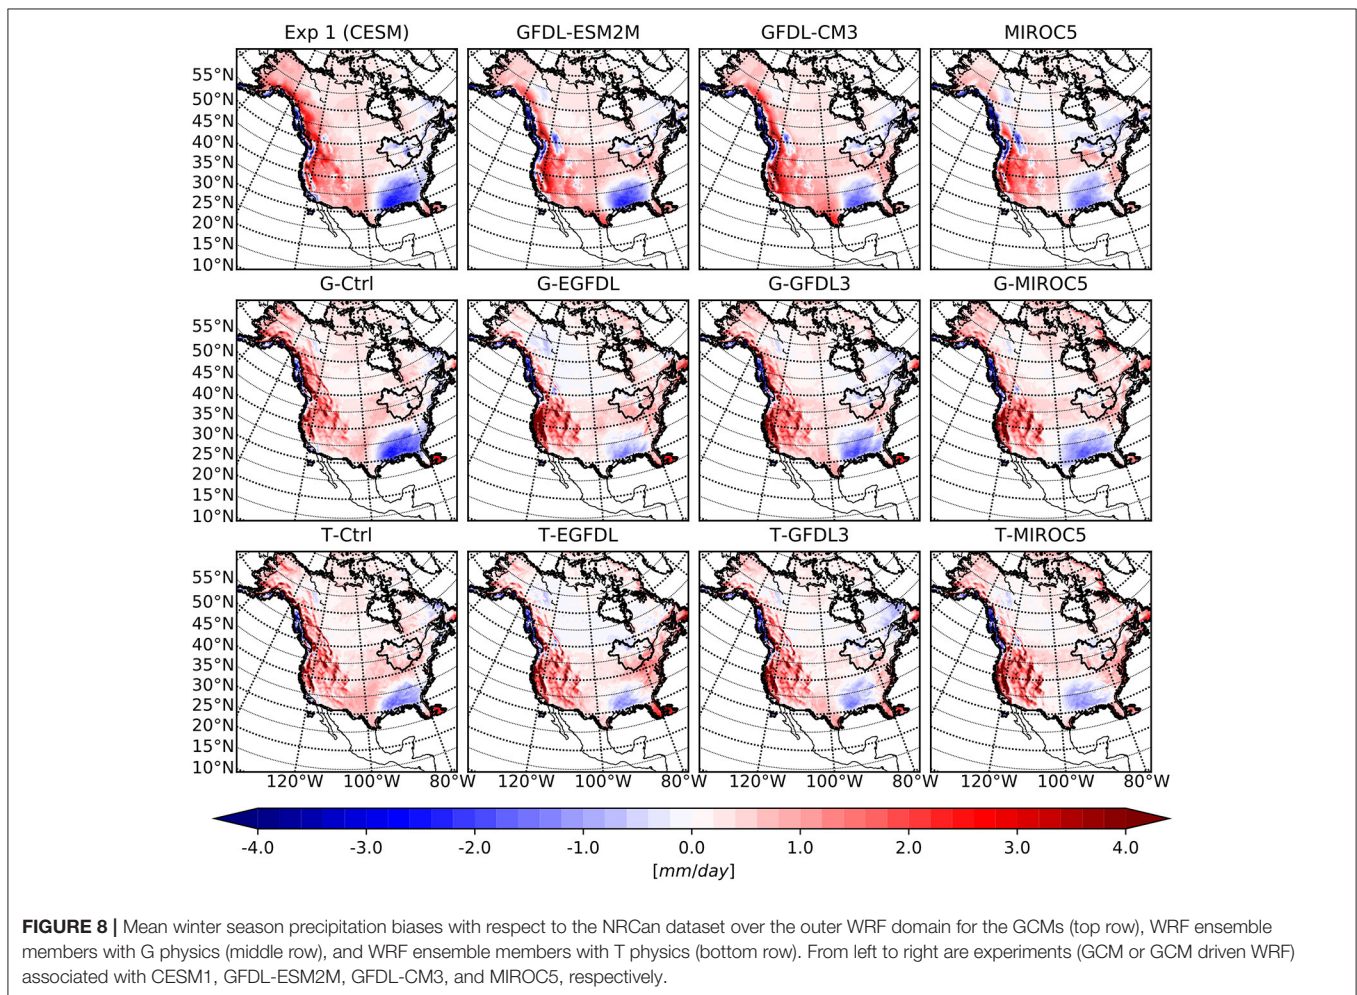 Exp 1 (CESM) GFDL-ESM2M GFDL-CM3 MIROC5
55°N
50°N
45°N
40°N
35°N
30°N
25°N
20°N
15°N
10°N
G-Ctrl G-EGFDL G-GFDL3 G-MIROC5
55°N
50°N
45°N
40°N
35°N
30°N
25°N
20°N
15°N
10°N
T-Ctrl T-EGFDL T-GFDL3 T-MIROC5
55°N
50°N
45°N
40°N
35°N
30°N
25°N
20°N
15°N
10°N
120°W 100°W 80°W 120°W 100°W 80°W 120°W 100°W 80°W 120°W 100°W 80°W
-4.0 -3.0 -2.0 -1.0 0.0 1.0 2.0 3.0 4.0
[mm/day]
FIGURE 8 | Mean winter season precipitation biases with respect to the NRCan dataset over the outer WRF domain for the GCMs (top row), WRF ensemble
members with G physics (middle row), and WRF ensemble members with T physics (bottom row). From left to right are experiments (GCM or GCM driven WRF)
associated with CESM1, GFDL-ESM2M, GFDL-CM3, and MIROC5, respectively.